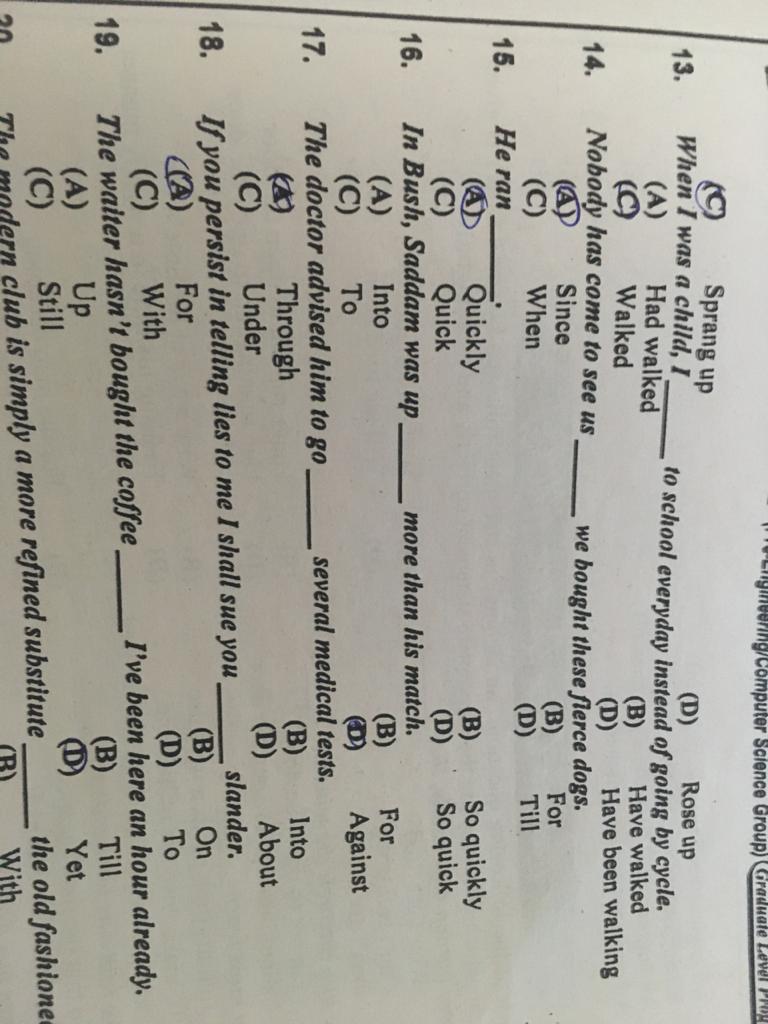 Engineering/Computer Science Group) Graduate Level
(C) Sprang up (D) Rose up
13. When I was a child, I ______ to school everyday instead of going by cycle.
(A) Had walked (B) Have walked
(C) Walked (D) Have been walking
14. Nobody has come to see us ______ we bought these fierce dogs.
(A) Since (B) For
(C) When (D) Till
15. He ran ______.
(A) Quickly (B) So quickly
(C) Quick (D) So quick
16. In Bush, Saddam was up ______ more than his match.
(A) Into (B) For
(C) To (D) Against
17. The doctor advised him to go ______ several medical tests.
(A) Through (B) Into
(C) Under (D) About
18. If you persist in telling lies to me I shall sue you ______ slander.
(A) For (B) On
(C) With (D) To
19. The waiter hasn't bought the coffee ______ I've been here an hour already.
(A) Up (B) Till
(C) Still (D) Yet
20. The modern club is simply a more refined substitute ______ the old
(B) With